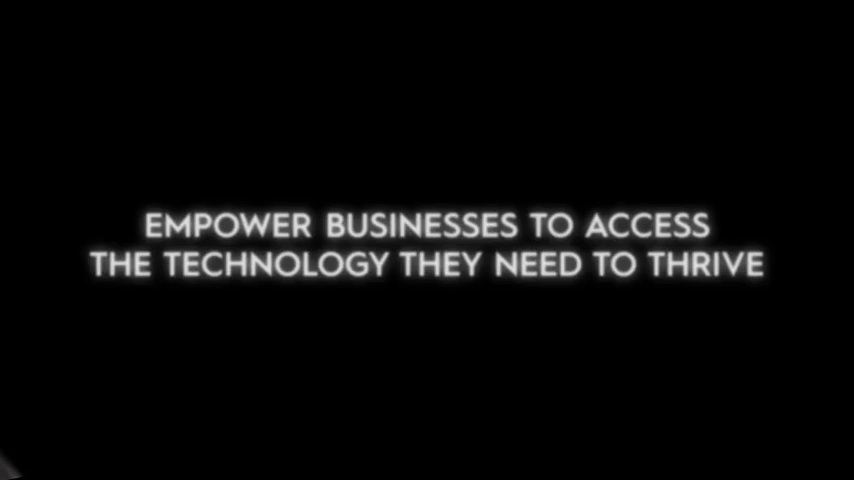 EMPOWER BUSINESSES TO ACCESS
THE TECHNOLOGY THEY NEED TO THRIVE